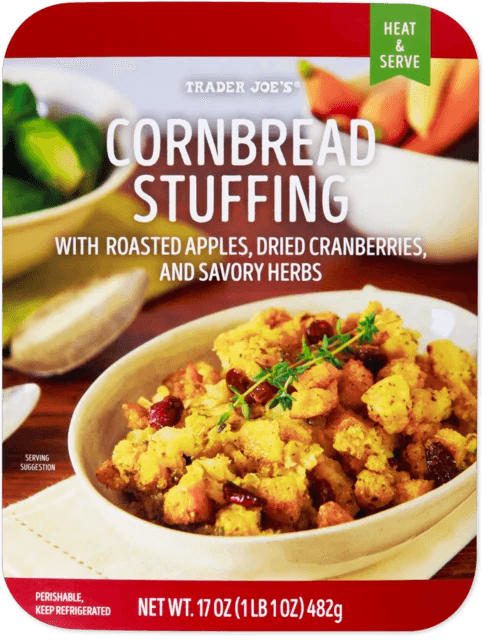 HEAT
&
SERVE
TRADER JOE'S®
CORNBREAD
STUFFING
WITH ROASTED APPLES, DRIED CRANBERRIES,
AND SAVORY HERBS
SERVING
SUGGESTION
PERISHABLE,
KEEP REFRIGERATED
NET WT. 17 OZ (1 LB 1 OZ) 482g